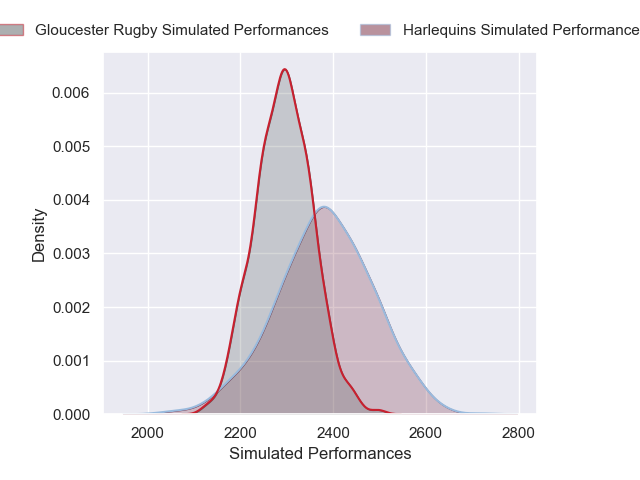 Gloucester Rugby Simulated Performances
Harlequins Simulated Performance
0.006
0.005
0.004
0.003
0.002
0.001
0.000
Density
2000 2200 2400 2600 2800
Simulated Performances